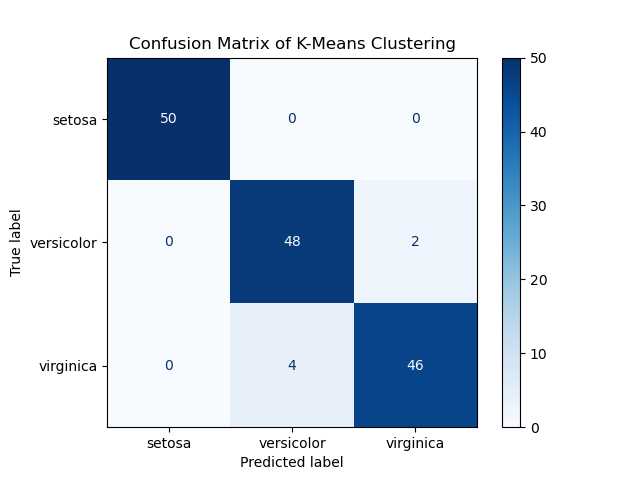 Confusion Matrix of K-Means Clustering
True label
setosa
50
0
0
versicolor
0
48
2
virginica
0
4
46
setosa
versicolor
virginica
Predicted label
50
40
30
20
10
0